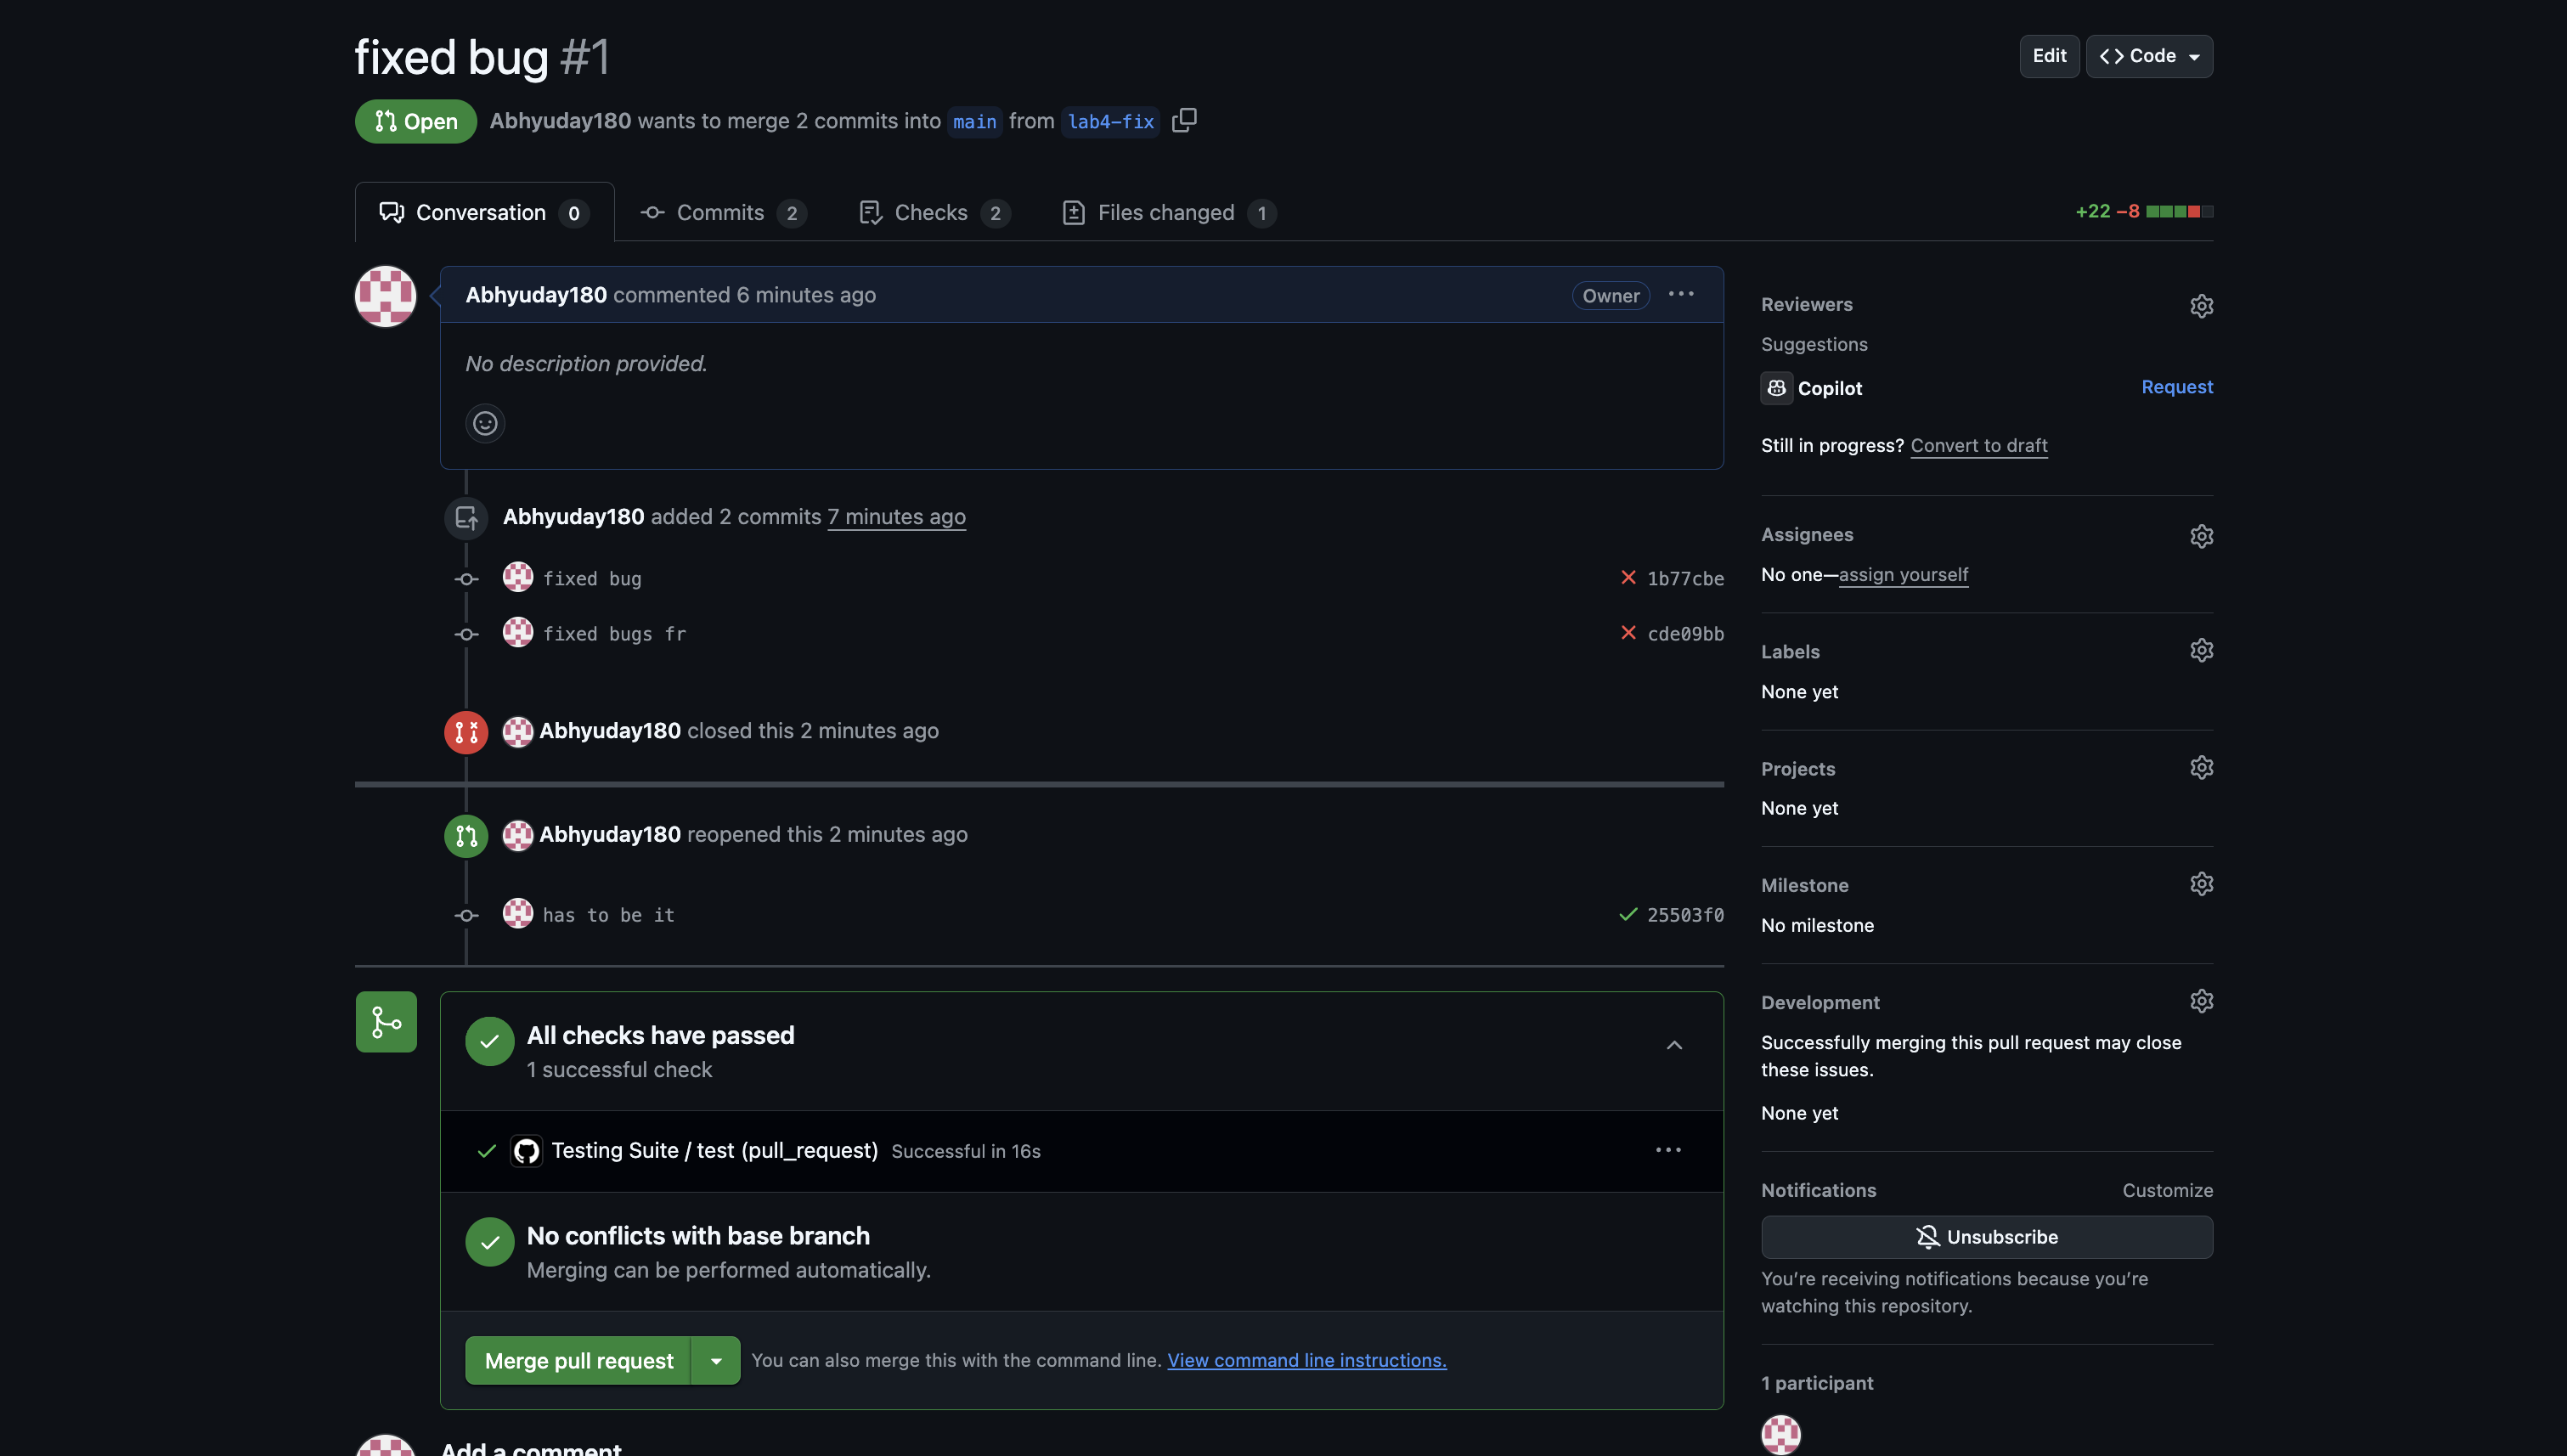 fixed bug #1
Edit
Code
Open
Abhyuday180 wants to merge 2 commits into main from lab4-fix
Conversation 0
Commits 2
Checks 2
Files changed 1
+22 −8
Abhyuday180 commented 6 minutes ago
Owner
No description provided.
Abhyuday180 added 2 commits 7 minutes ago
fixed bug
1b77cbe
fixed bugs fr
cde09bb
Abhyuday180 closed this 2 minutes ago
Abhyuday180 reopened this 2 minutes ago
has to be it
25503f0
All checks have passed
1 successful check
Testing Suite / test (pull_request) Successful in 16s
No conflicts with base branch
Merging can be performed automatically.
Merge pull request
You can also merge this with the command line. View command line instructions.
Add a comment
Reviewers
Suggestions
Copilot
Request
Still in progress? Convert to draft
Assignees
No one—assign yourself
Labels
None yet
Projects
None yet
Milestone
No milestone
Development
Successfully merging this pull request may close
these issues.
None yet
Notifications
Customize
Unsubscribe
You’re receiving notifications because you’re
watching this repository.
1 participant